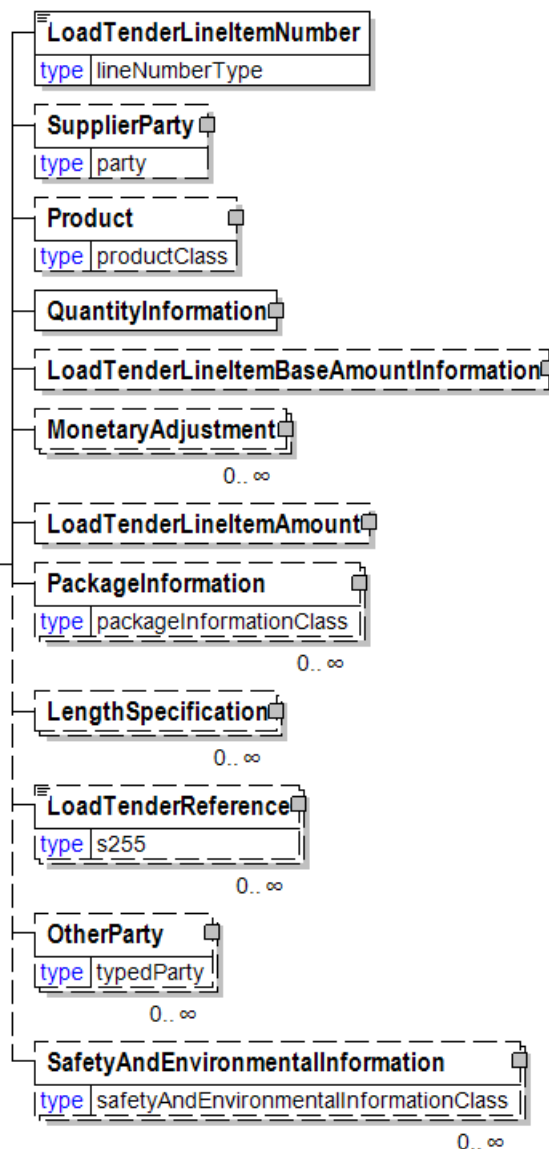 LoadTenderLineItemNumber
type lineNumberType
SupplierParty
type party
Product
type productClass
QuantityInformation
LoadTenderLineItemBaseAmountInformation
MonetaryAdjustment
0.. ∞
LoadTenderLineItemAmount
PackageInformation
type packageInformationClass
0.. ∞
LengthSpecification
0.. ∞
LoadTenderReference
type s255
0.. ∞
OtherParty
type typedParty
0.. ∞
SafetyAndEnvironmentalInformation
type safetyAndEnvironmentalInformationClass
0.. ∞